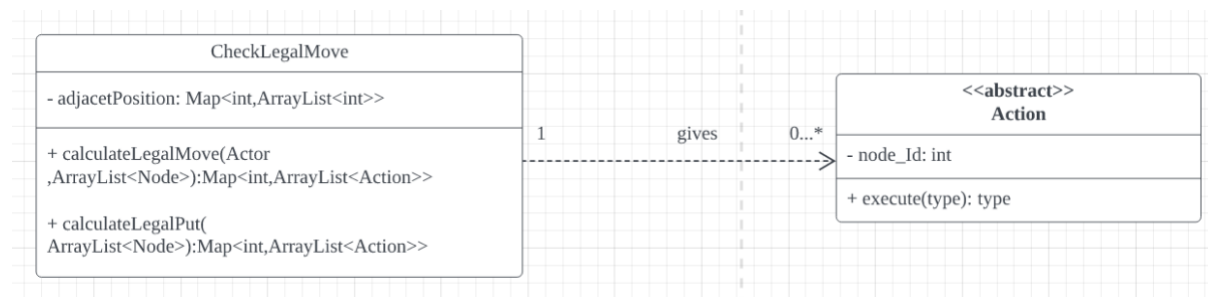 CheckLegalMove
- adjacetPosition: Map<int,ArrayList<int>>
+ calculateLegalMove(Actor
,ArrayList<Node>):Map<int,ArrayList<Action>>
+ calculateLegalPut(
ArrayList<Node>):Map<int,ArrayList<Action>>
1
gives
0...*
<<abstract>>
Action
- node_Id: int
+ execute(type): type